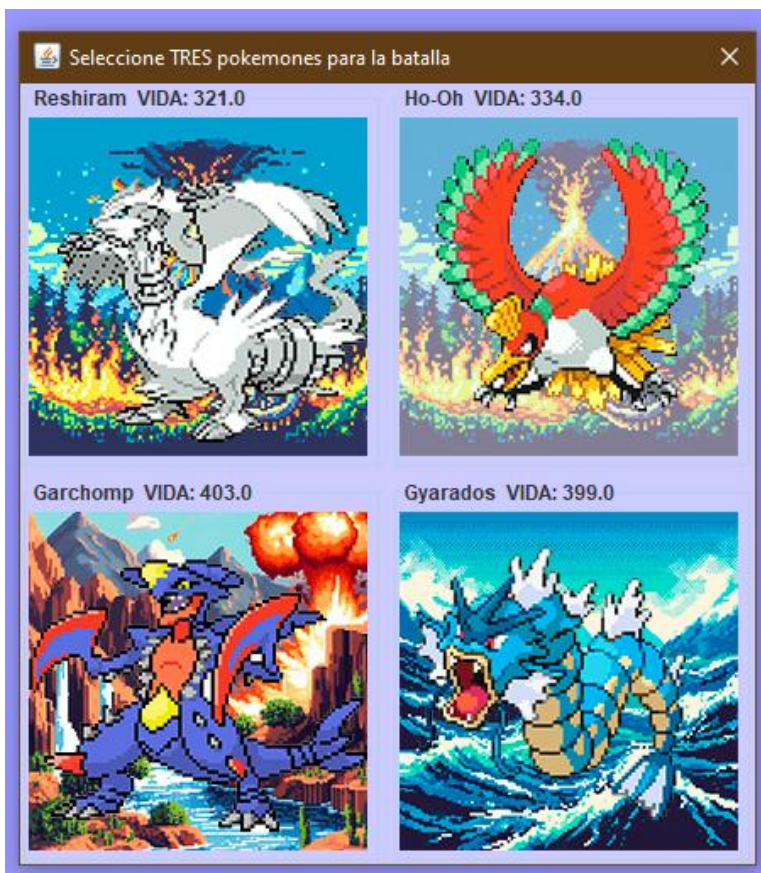 Seleccione TRES pokemones para la batalla
Reshiram VIDA: 321.0
Ho-Oh VIDA: 334.0
Garchomp VIDA: 403.0
Gyarados VIDA: 399.0